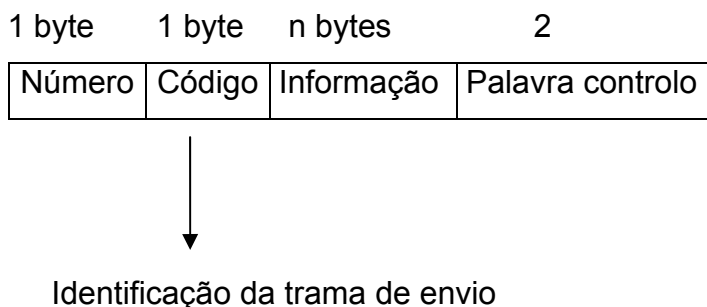 1 byte 1 byte n bytes 2
Número Código Informação Palavra controlo
Identificação da trama de envio